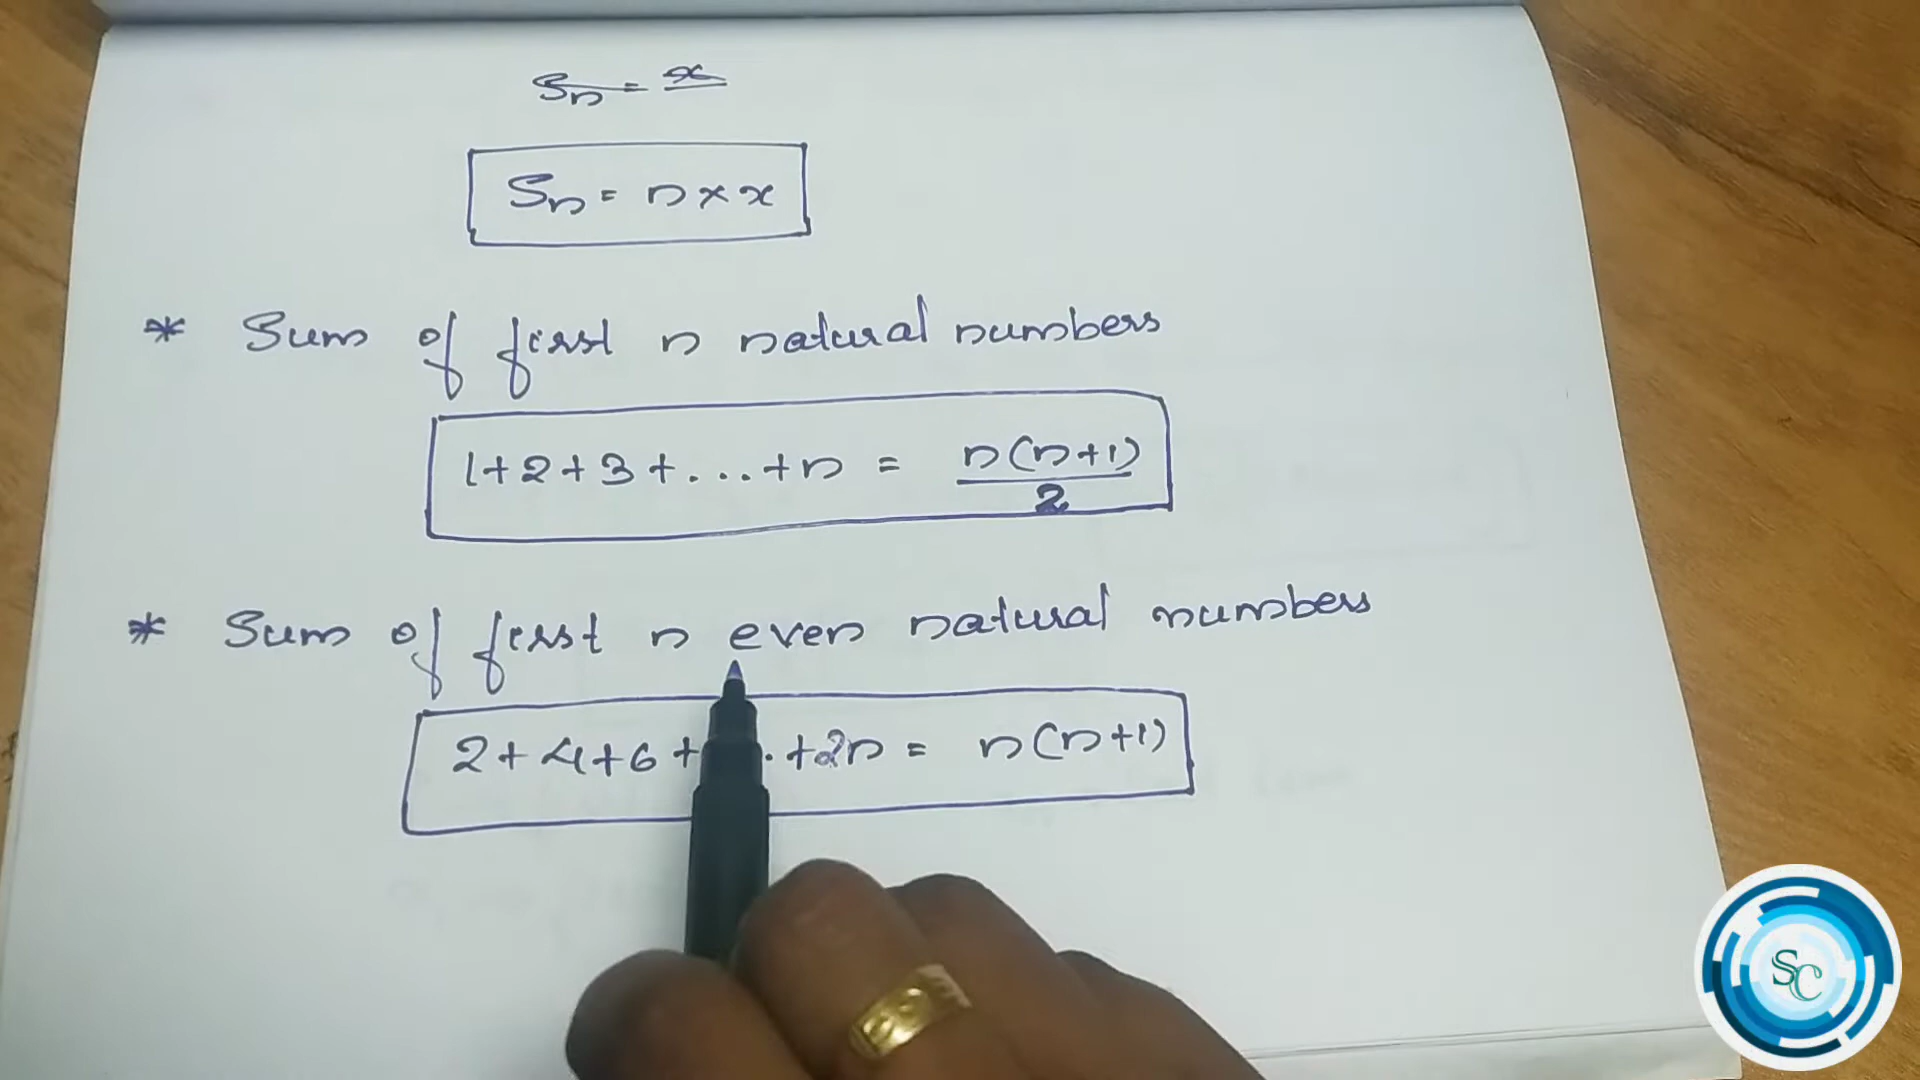 Sn = x
Sn = n × x
* Sum of first n natural numbers
1+2+3+...+n = n(n+1)/2
* Sum of first n even natural numbers
2+4+6+ . +2n = n(n+1)
SC